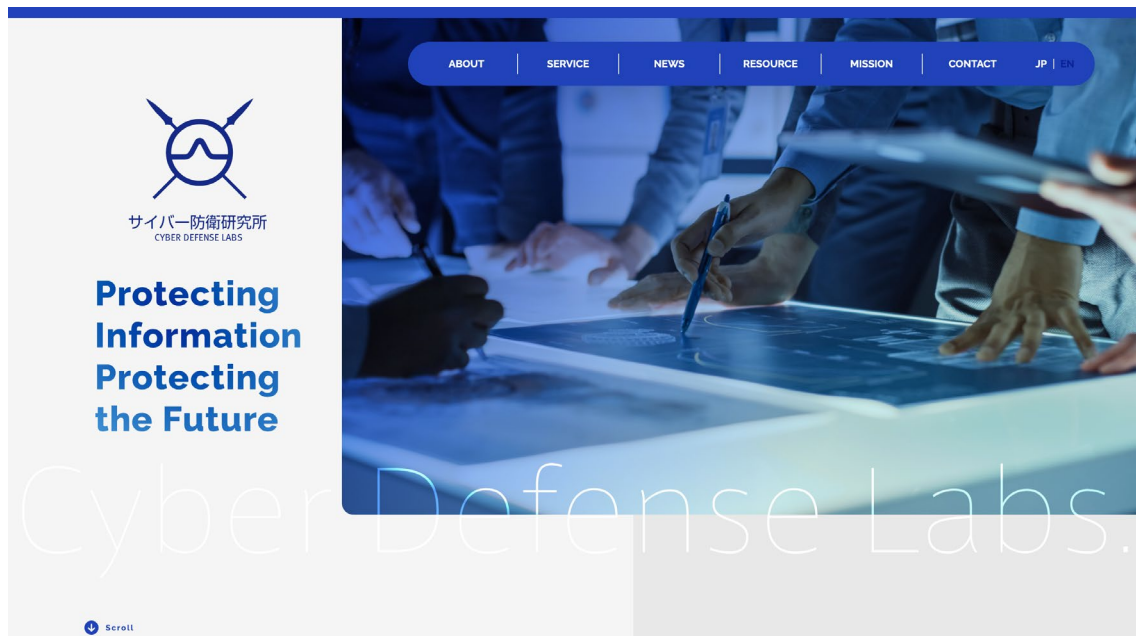 ABOUT
SERVICE
NEWS
RESOURCE
MISSION
CONTACT
JP | EN
サイバー防衛研究所
CYBER DEFENSE LABS
Protecting
Information
Protecting
the Future
Cyber Defense Labs.
Scroll